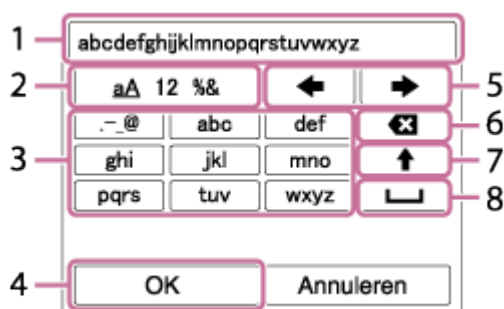 1 abcdefghijklmnopqrstuvwxyz
2 aA 12 %& 5
.-_@ abc def 6
3 ghi jkl mno 7
pqrs tuv wxyz 8
4 OK Annuleren